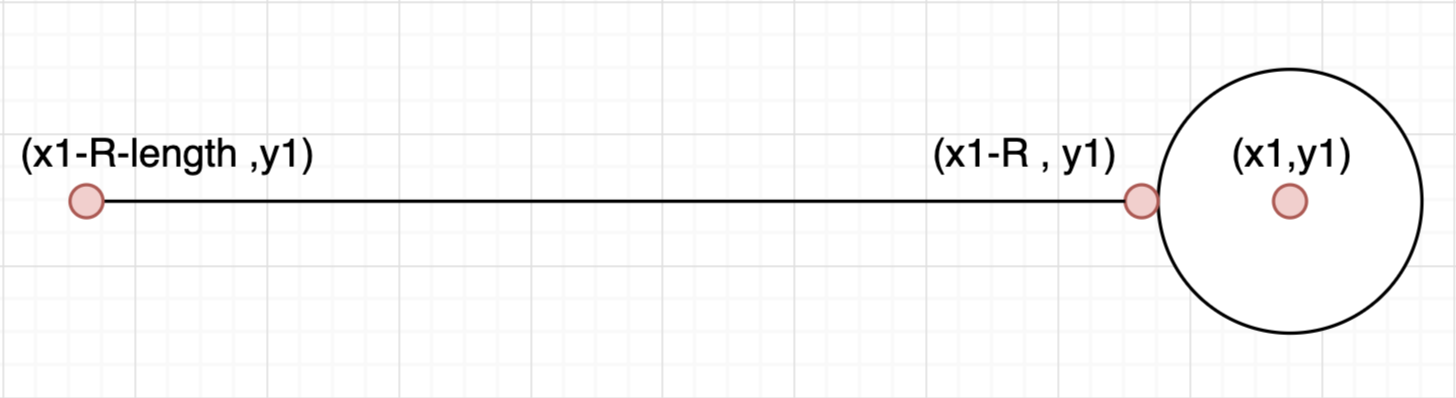 (x1-R-length ,y1)
(x1-R , y1)
(x1,y1)